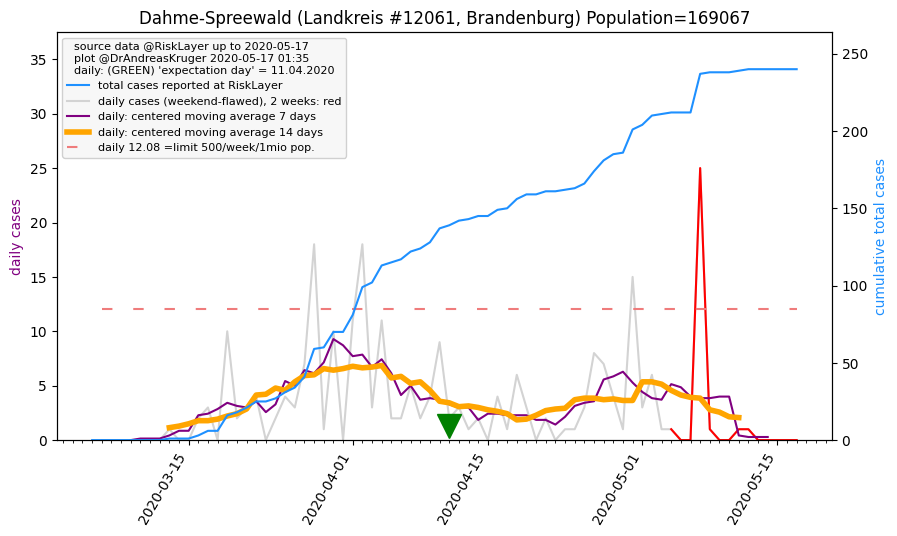 Dahme-Spreewald (Landkreis #12061, Brandenburg) Population=169067
source data @RiskLayer up to 2020-05-17
plot @DrAndreasKruger 2020-05-17 01:35
daily: (GREEN) 'expectation day' = 11.04.2020
total cases reported at RiskLayer
daily cases (weekend-flawed), 2 weeks: red
daily: centered moving average 7 days
daily: centered moving average 14 days
daily 12.08 =limit 500/week/1mio pop.
daily cases
35
30
25
20
15
10
5
0
250
200
150
100
50
0
cumulative total cases
2020-03-15
2020-04-01
2020-04-15
2020-05-01
2020-05-15